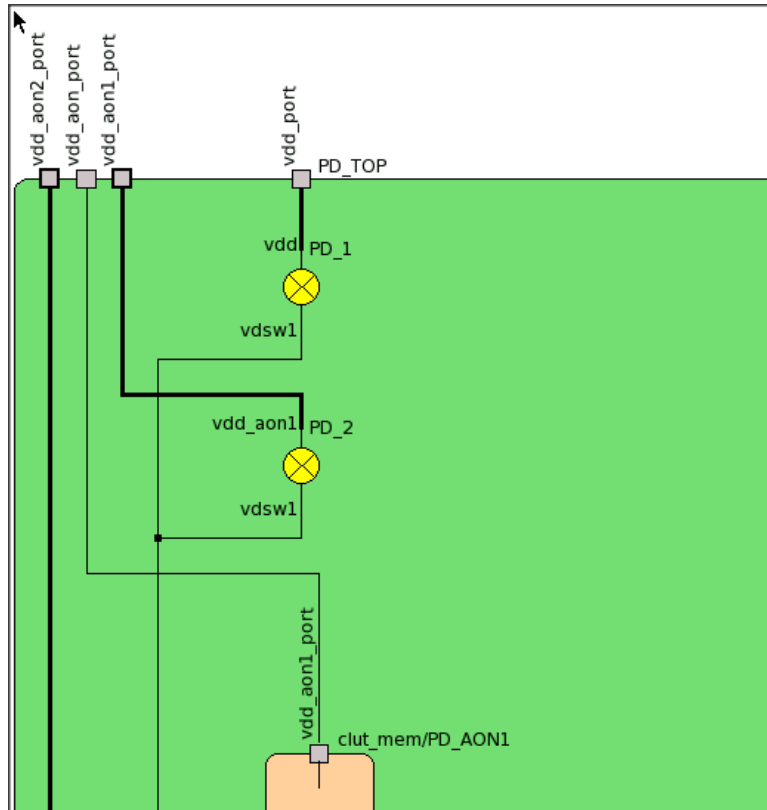 vdd_aon2_port
vdd_aon_port
vdd_aon1_port
vdd_port
PD_TOP
vdd
PD_1
vdsw1
vdd_aon1
PD_2
vdsw1
vdd_aon1_port
clut_mem/PD_AON1